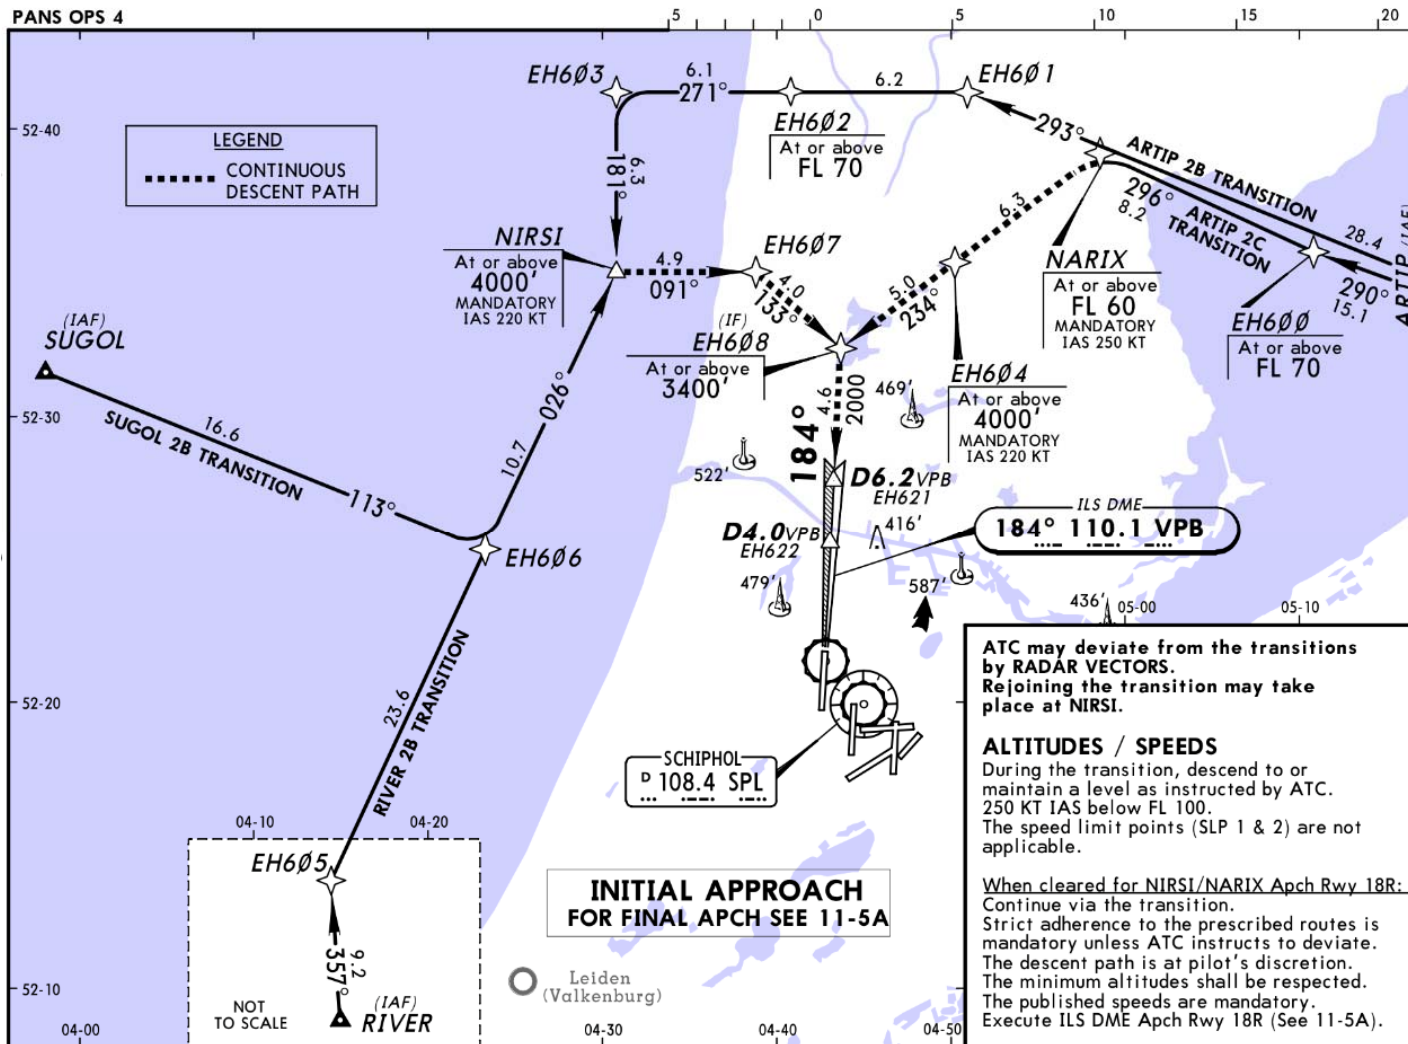 PANS OPS 4
5
0
5
10
15
20
EH6Ø3
6.1
271°
6.2
EH6Ø1
52-40
LEGEND
CONTINUOUS
DESCENT PATH
EH6Ø2
At or above
FL 70
293°
ARTIP 2B TRANSITION
28.4
6.3
181°
6.3
296°
8.2
ARTIP 2C
TRANSITION
NIRSI
At or above
4000'
MANDATORY
IAS 220 KT
4.9
091°
EH6Ø7
4.0
133°
5.0
234°
NARIX
At or above
FL 60
MANDATORY
IAS 250 KT
290°
15.1
ARTIP (IAF)
EH6ØØ
At or above
FL 70
(IAF)
SUGOL
(IF)
EH6Ø8
At or above
3400'
EH6Ø4
At or above
4000'
MANDATORY
IAS 220 KT
52-30
16.6
SUGOL 2B TRANSITION
113°
026°
10.7
4.6
2000
184°
469'
522'
D6.2 VPB
EH621
ILS DME
184° 110.1 VPB
D4.0 VPB
EH622
416'
EH6Ø6
479'
587'
436'
05-00
05-10
52-20
23.6
RIVER 2B TRANSITION
SCHIPHOL
D 108.4 SPL
ATC may deviate from the transitions
by RADAR VECTORS.
Rejoining the transition may take
place at NIRSI.
ALTITUDES / SPEEDS
During the transition, descend to or
maintain a level as instructed by ATC.
250 KT IAS below FL 100.
The speed limit points (SLP 1 & 2) are not
applicable.
When cleared for NIRSI/NARIX Apch Rwy 18R:
Continue via the transition.
Strict adherence to the prescribed routes is
mandatory unless ATC instructs to deviate.
The descent path is at pilot's discretion.
The minimum altitudes shall be respected.
The published speeds are mandatory.
Execute ILS DME Apch Rwy 18R (See 11-5A).
04-10
04-20
EH6Ø5
INITIAL APPROACH
FOR FINAL APCH SEE 11-5A
9.2
357°
(IAF)
RIVER
NOT
TO SCALE
Leiden
(Valkenburg)
52-10
04-00
04-30
04-40
04-50